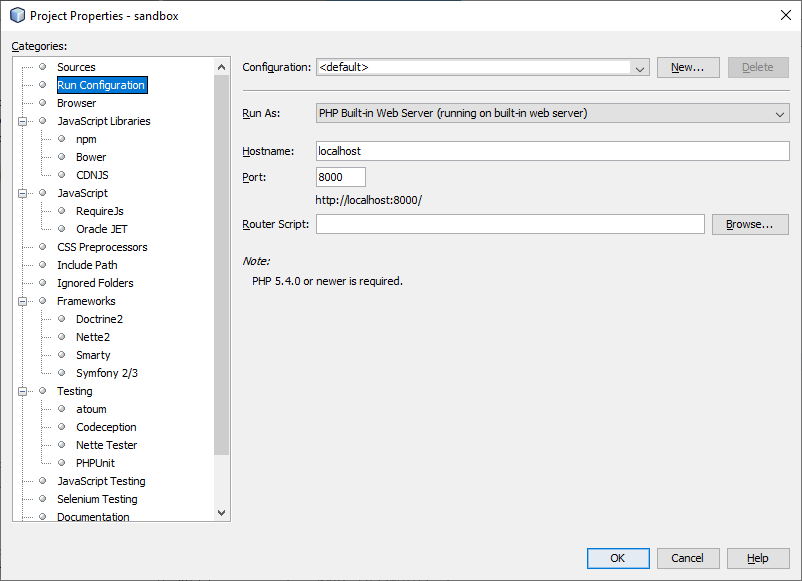 Project Properties - sandbox
Categories:
Sources
Run Configuration
Browser
JavaScript Libraries
npm
Bower
CDNJS
JavaScript
RequireJs
Oracle JET
CSS Preprocessors
Include Path
Ignored Folders
Frameworks
Doctrine2
Nette2
Smarty
Symfony 2/3
Testing
atoum
Codeception
Nette Tester
PHPUnit
JavaScript Testing
Selenium Testing
Documentation
Configuration: <default> New... Delete
Run As: PHP Built-in Web Server (running on built-in web server)
Hostname: localhost
Port: 8000
http://localhost:8000/
Router Script: Browse...
Note:
PHP 5.4.0 or newer is required.
OK Cancel Help